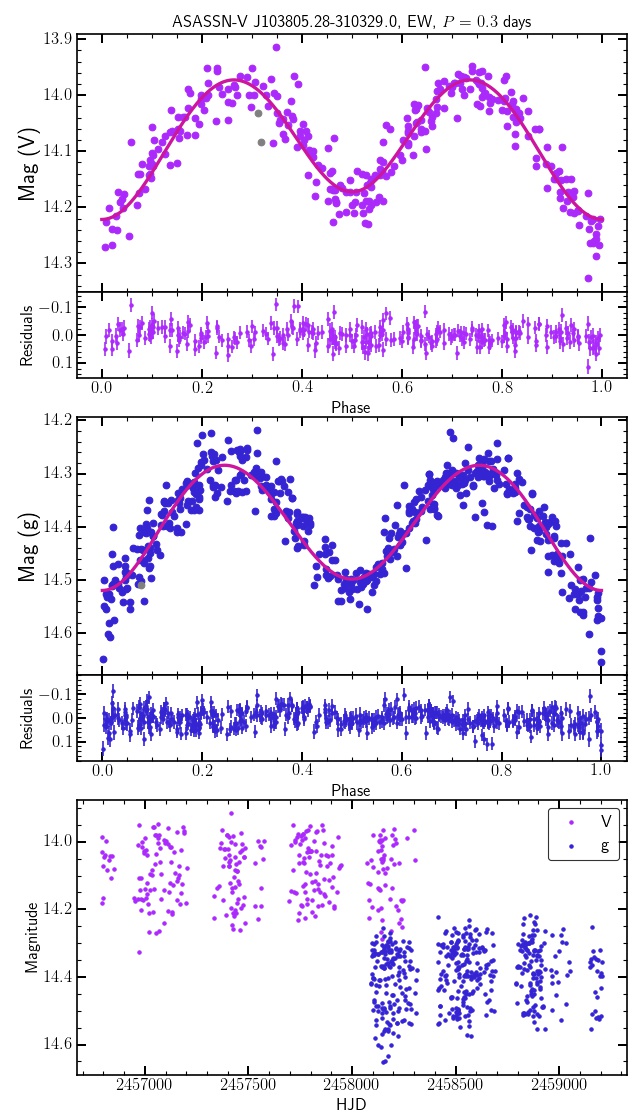 ASASSN-V J103805.28-310329.0, EW, P = 0.3 days
13.9
14.0
14.1
14.2
14.3
Mag (V)
−0.1
0.0
0.1
Residuals
0.0 0.2 0.4 0.6 0.8 1.0
Phase
14.2
14.3
14.4
14.5
14.6
Mag (g)
−0.1
0.0
0.1
Residuals
0.0 0.2 0.4 0.6 0.8 1.0
Phase
V
g
14.0
14.2
14.4
14.6
Magnitude
2457000 2457500 2458000 2458500 2459000
HJD